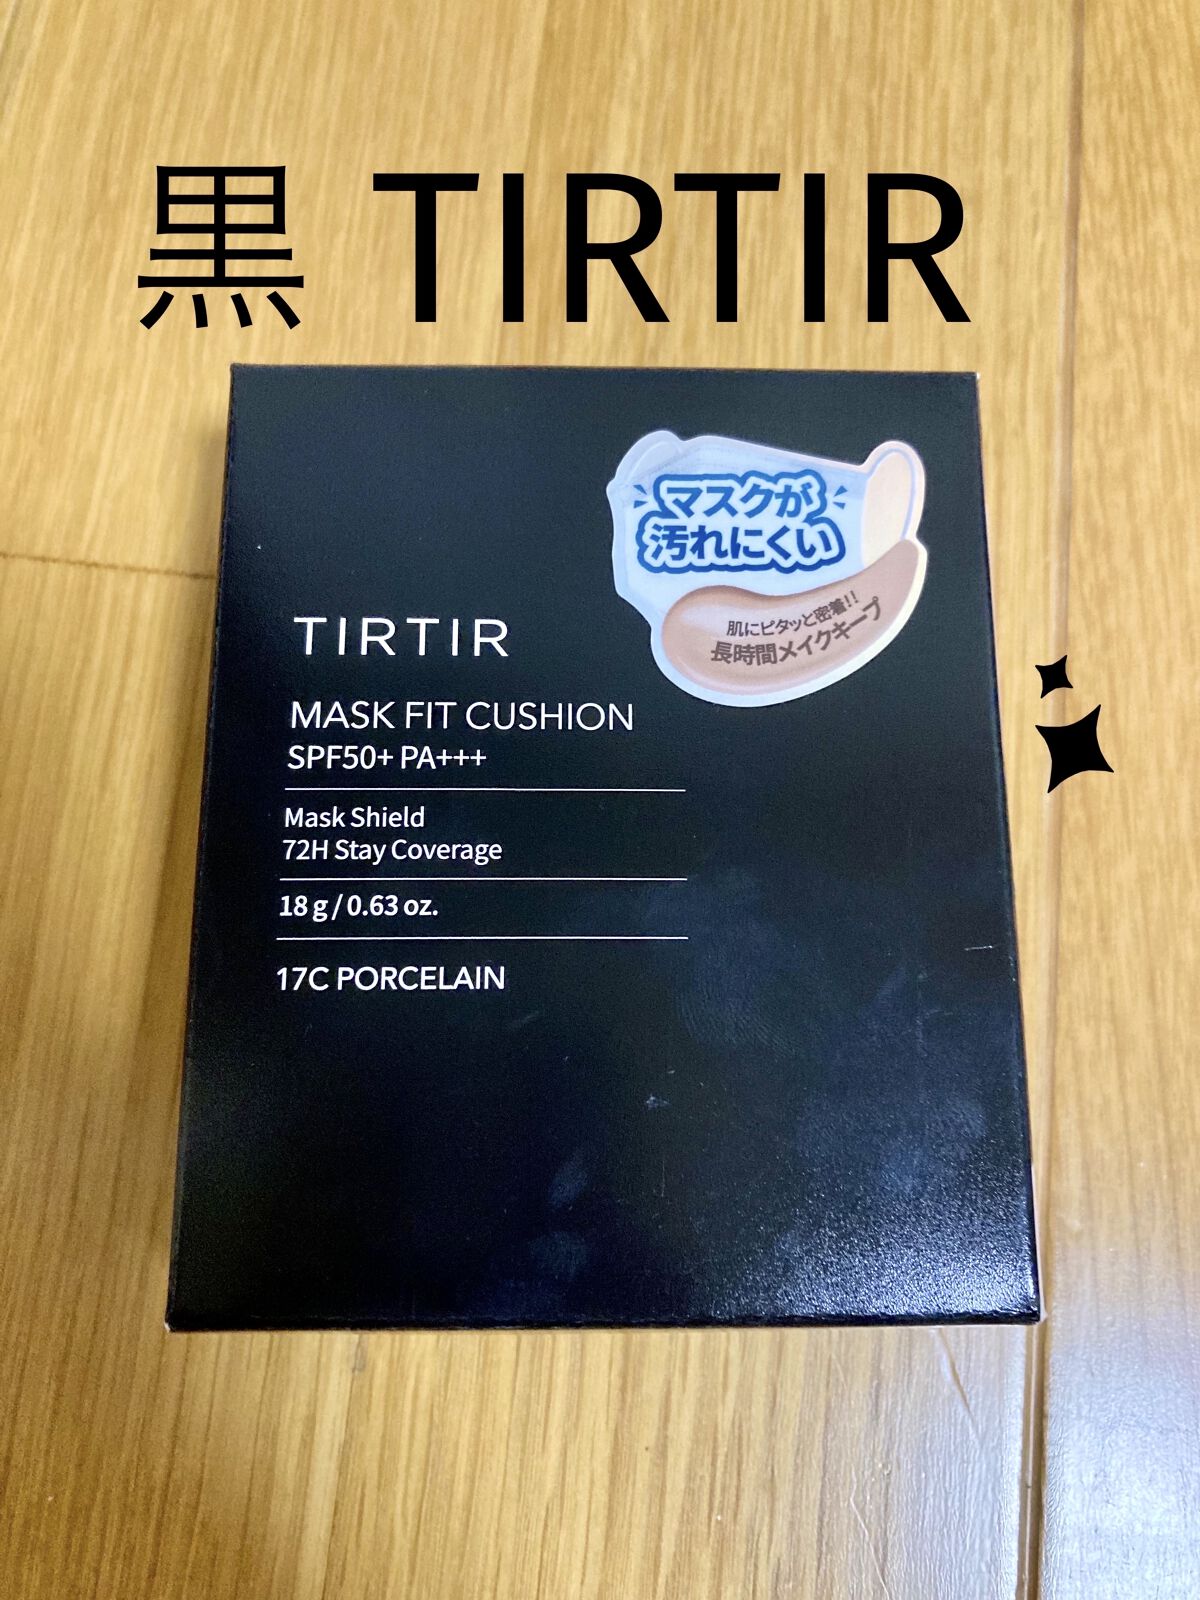 黒 TIRTIR
マスクが
汚れにくい
肌にピタッと密着!!
長時間メイクキープ
TIRTIR
MASK FIT CUSHION
SPF50+ PA+++
Mask Shield
72H Stay Coverage
18 g / 0.63 oz.
17C PORCELAIN